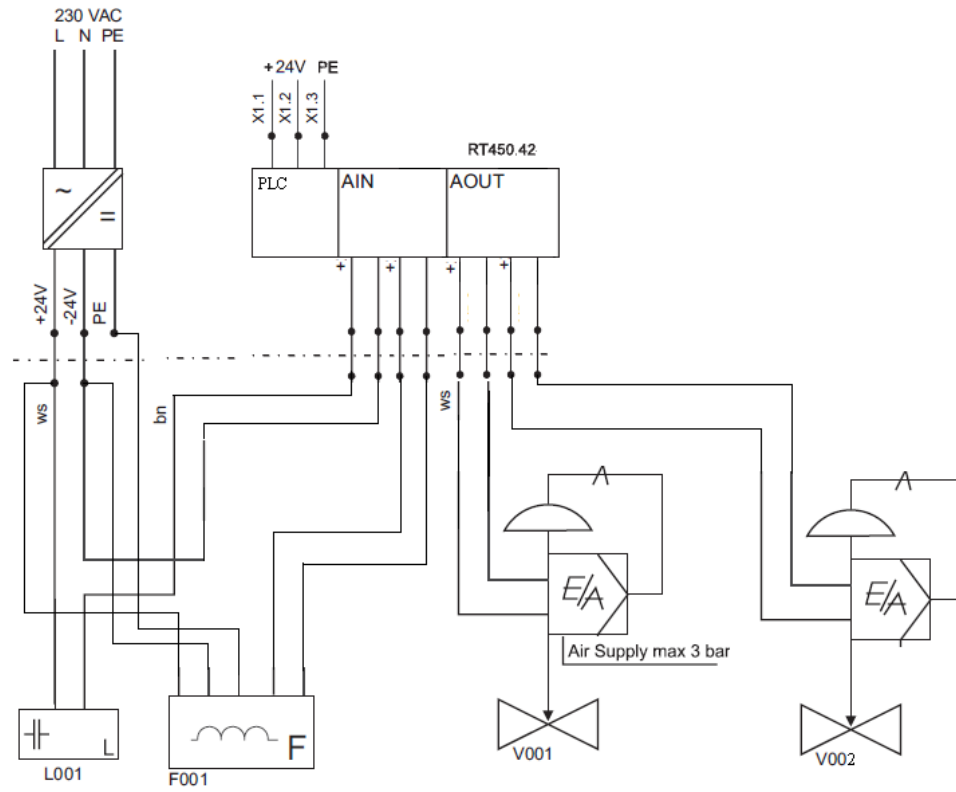 230 VAC
L N PE
+24V PE
X1.1 X1.2 X1.3
RT450.42
PLC AIN AOUT
~
=
+ + + +
+24V -24V PE
ws bn ws
E/A E/A
Air Supply max 3 bar
L F
L001 F001 V001 V002